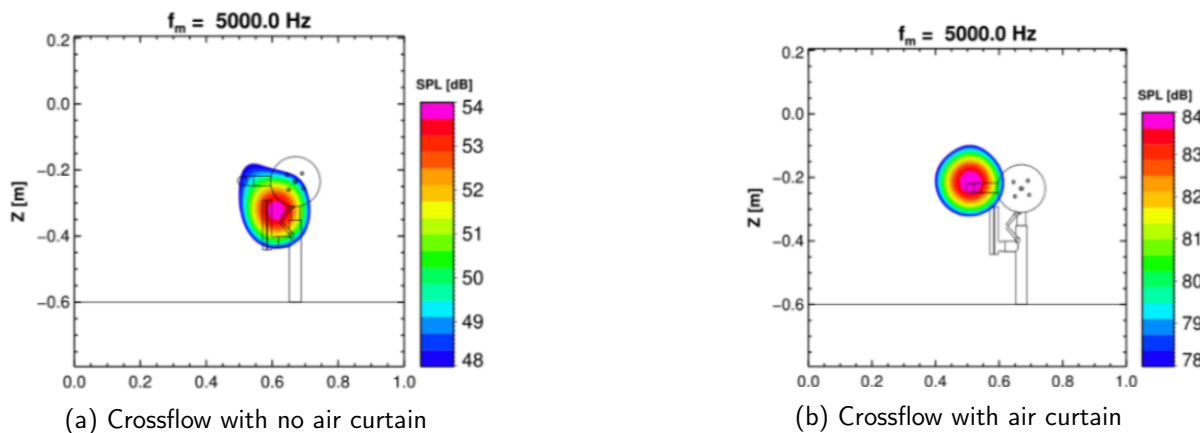 f_m = 5000.0 Hz
SPL [dB]
0.2
0.0
−0.2
−0.4
−0.6
Z [m]
54
53
52
51
50
49
48
0.0 0.2 0.4 0.6 0.8 1.0
(a) Crossflow with no air curtain
f_m = 5000.0 Hz
SPL [dB]
0.2
0.0
−0.2
−0.4
−0.6
Z [m]
84
83
82
81
80
79
78
0.0 0.2 0.4 0.6 0.8 1.0
(b) Crossflow with air curtain